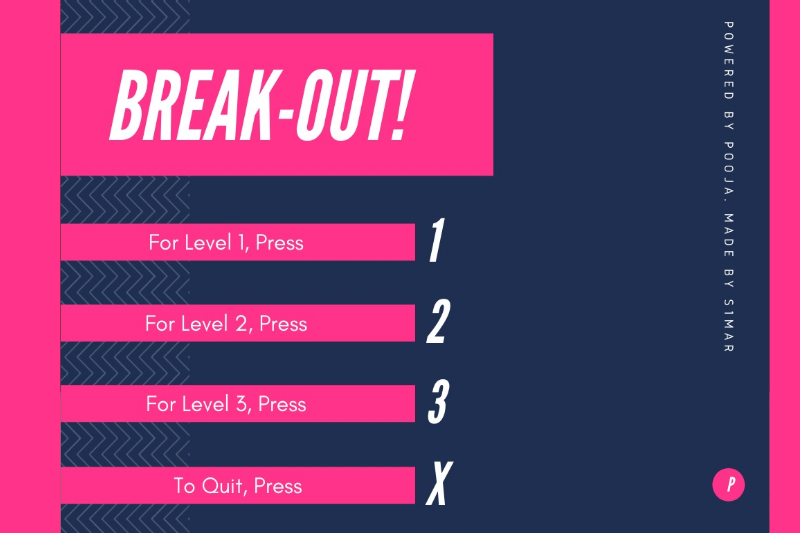 BREAK-OUT!
For Level 1, Press
1
For Level 2, Press
2
For Level 3, Press
3
To Quit, Press
X
POWERED BY POOJA. MADE BY S1MAR
P